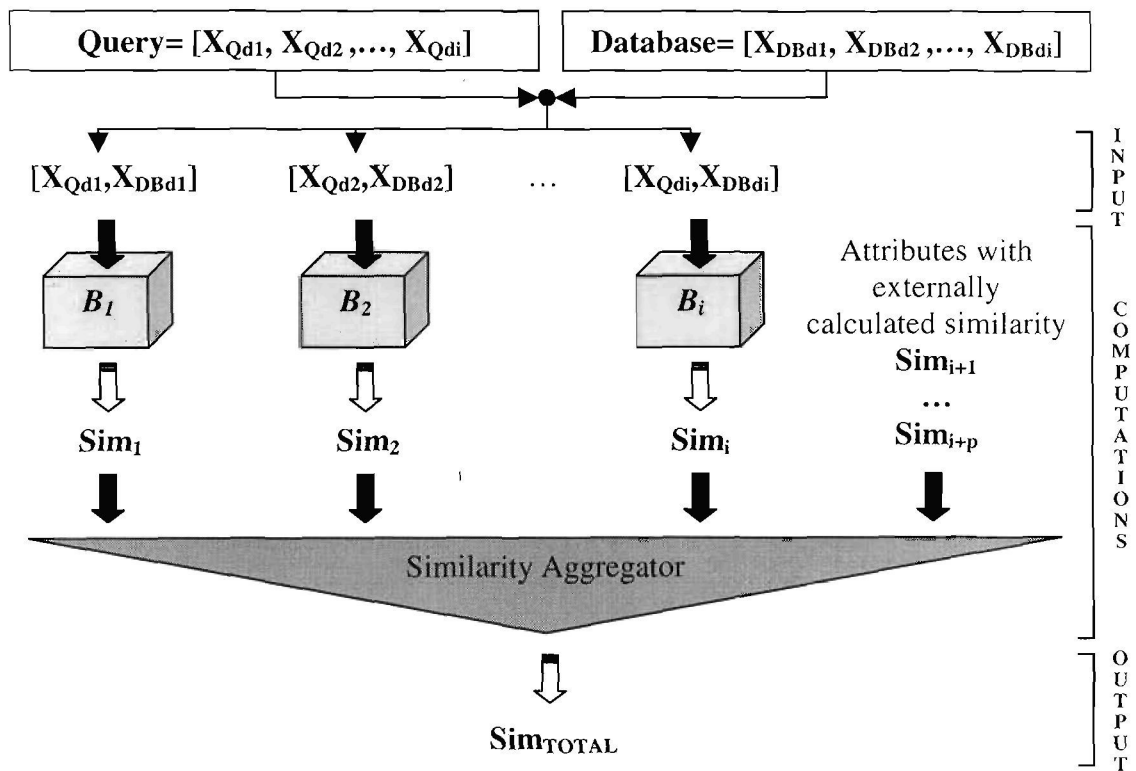 Query= [X_Qd1, X_Qd2 ,…, X_Qdi]
Database= [X_DBd1, X_DBd2 ,…, X_DBdi]
[X_Qd1,X_DBd1]
[X_Qd2,X_DBd2]
…
[X_Qdi,X_DBdi]
INPUT
B_1
B_2
B_i
Attributes with
externally
calculated similarity
Sim_i+1
…
Sim_i+p
Sim_1
Sim_2
Sim_i
COMPUTATIONS
Similarity Aggregator
Sim_TOTAL
OUTPUT